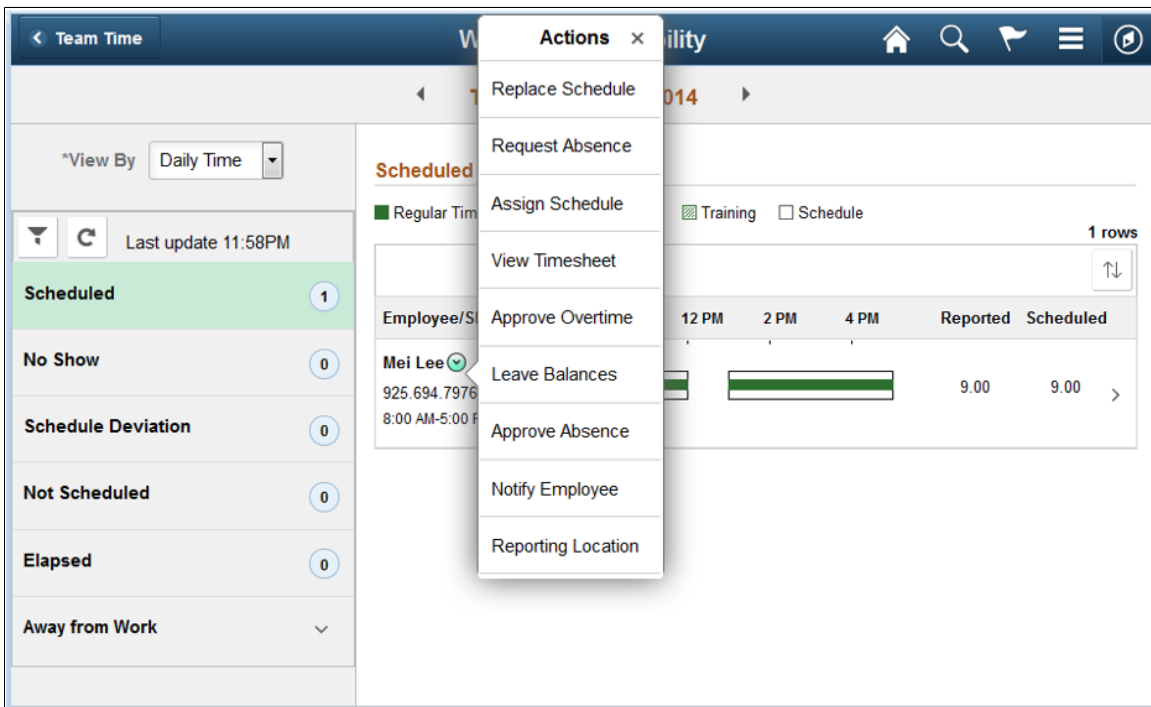 Team Time
ility
014
*View By Daily Time
Last update 11:58PM
Scheduled 1
No Show 0
Schedule Deviation 0
Not Scheduled 0
Elapsed 0
Away from Work
Actions ×
Replace Schedule
Request Absence
Assign Schedule
View Timesheet
Approve Overtime
Leave Balances
Approve Absence
Notify Employee
Reporting Location
Scheduled
Regular Tim Training Schedule
1 rows
Employee/S 12 PM 2 PM 4 PM Reported Scheduled
Mei Lee
925.694.7976 9.00 9.00
8:00 AM-5:00